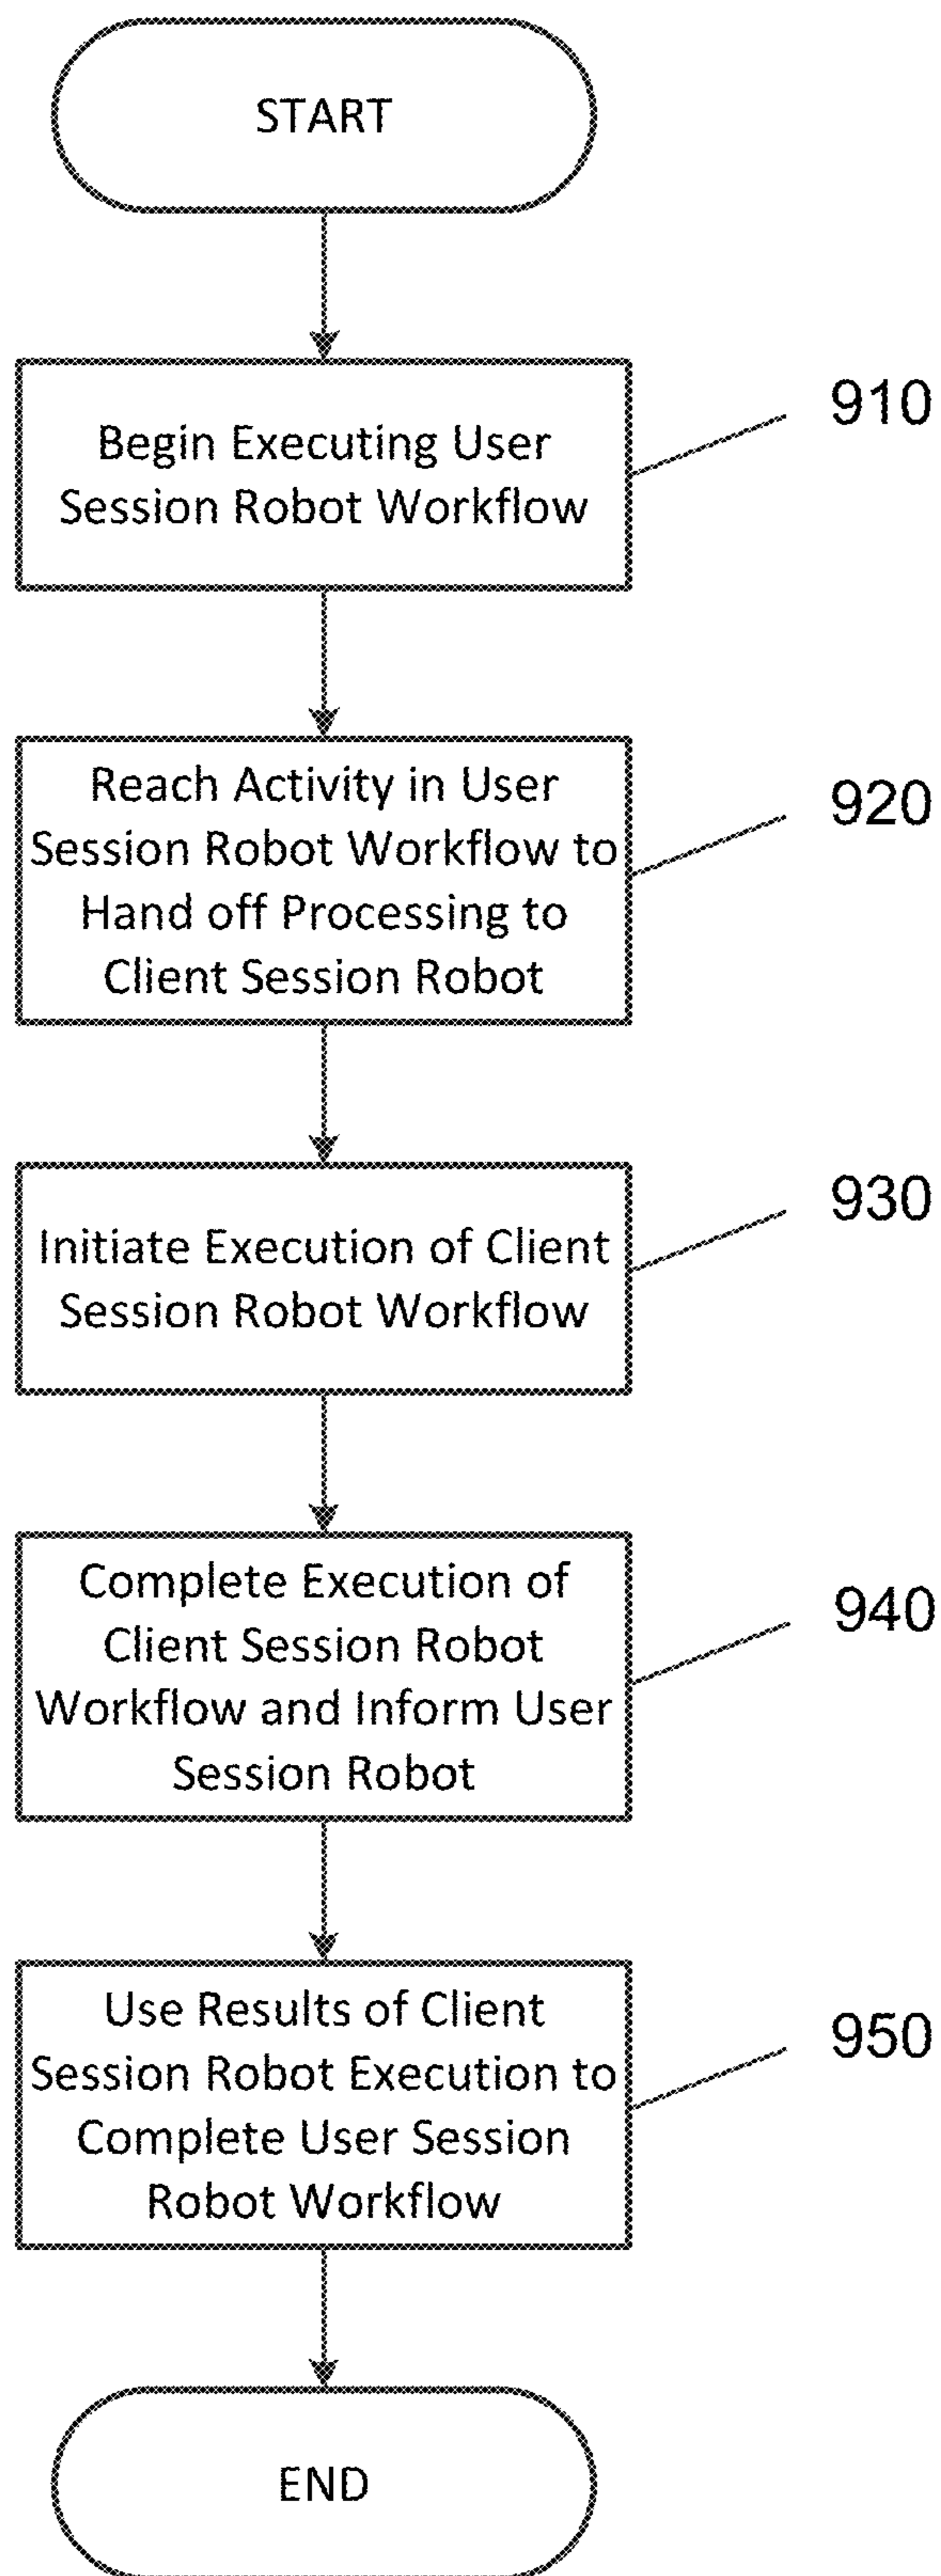 START
Begin Executing User
Session Robot Workflow
910
Reach Activity in User
Session Robot Workflow to
Hand off Processing to
Client Session Robot
920
Initiate Execution of Client
Session Robot Workflow
930
Complete Execution of
Client Session Robot
Workflow and Inform User
Session Robot
940
Use Results of Client
Session Robot Execution to
Complete User Session
Robot Workflow
950
END